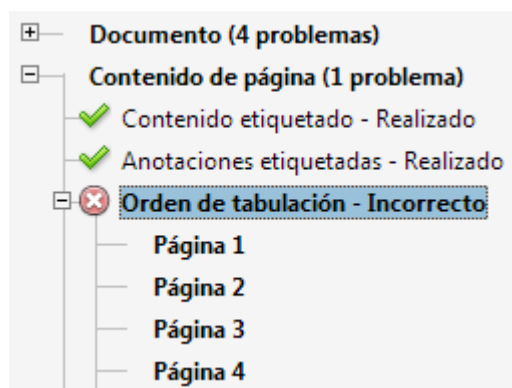 Documento (4 problemas)
Contenido de página (1 problema)
Contenido etiquetado - Realizado
Anotaciones etiquetadas - Realizado
Orden de tabulación - Incorrecto
Página 1
Página 2
Página 3
Página 4